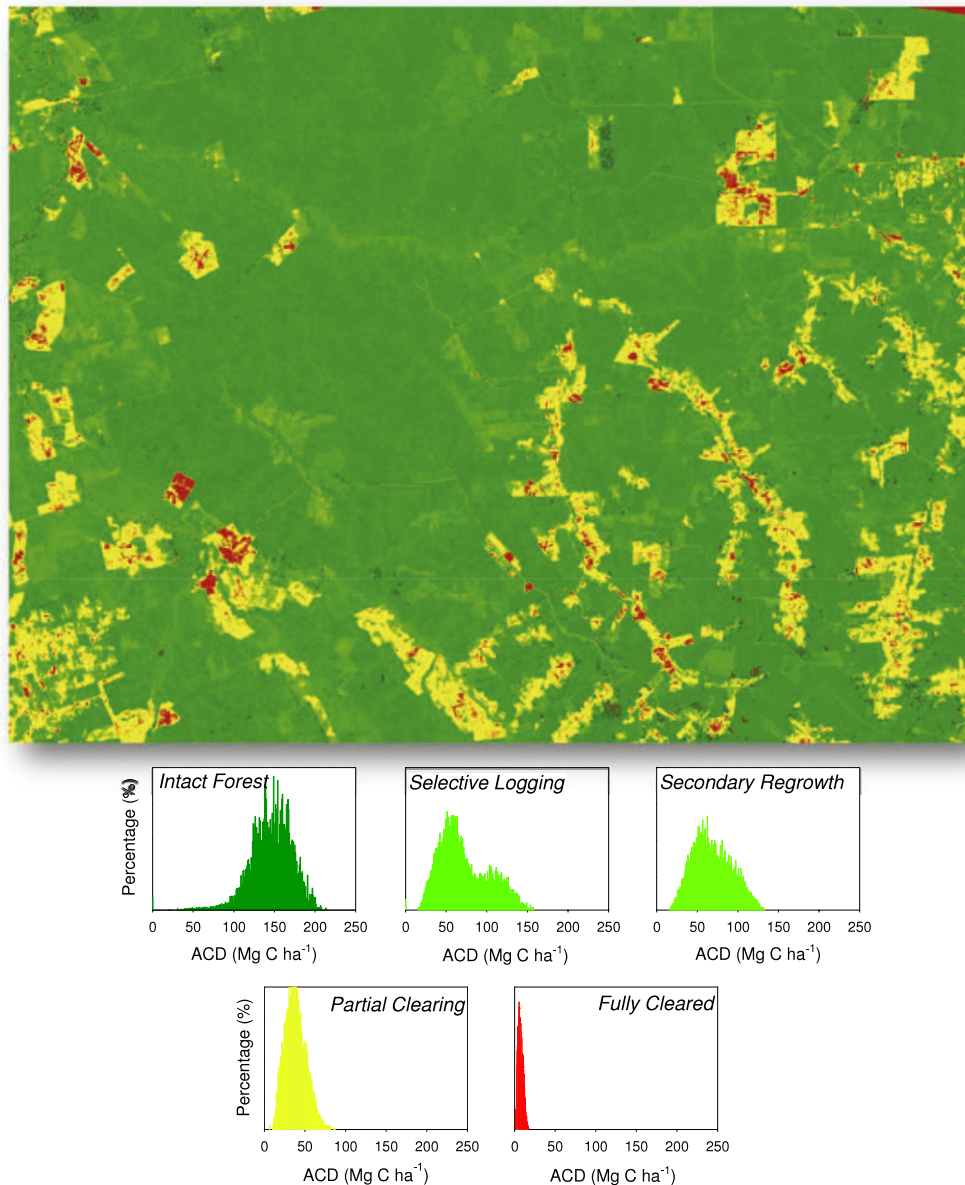 Intact Forest
Selective Logging
Secondary Regrowth
Percentage (%)
0 50 100 150 200 250
0 50 100 150 200 250
0 50 100 150 200 250
ACD (Mg C ha⁻¹)
ACD (Mg C ha⁻¹)
ACD (Mg C ha⁻¹)
Partial Clearing
Fully Cleared
Percentage (%)
0 50 100 150 200 250
0 50 100 150 200 250
ACD (Mg C ha⁻¹)
ACD (Mg C ha⁻¹)